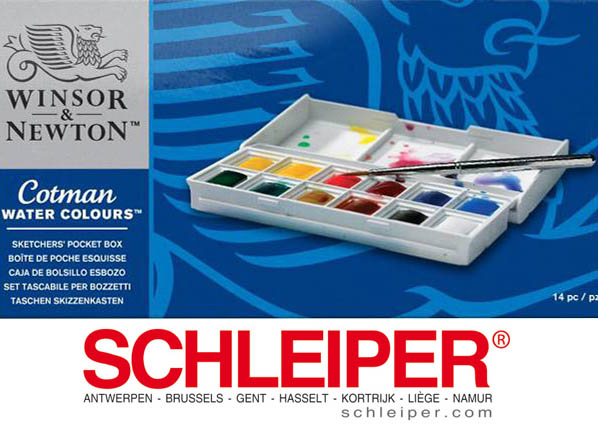 WINSOR
&
NEWTON™
Cotman
WATER COLOURS™
SKETCHERS' POCKET BOX
BOÎTE DE POCHE ESQUISSE
CAJA DE BOLSILLO ESBOZO
SET TASCABILE PER BOZZETTI
TASCHEN SKIZZENKASTEN
14 pc / pz
SCHLEIPER®
ANTWERPEN - BRUSSELS - GENT - HASSELT - KORTRIJK - LIÈGE - NAMUR
schleiper.com